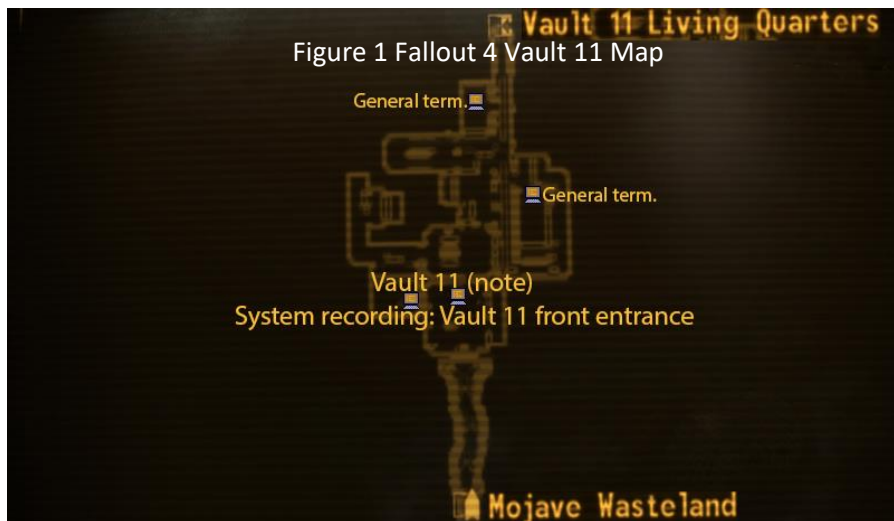 Vault 11 Living Quarters
Figure 1 Fallout 4 Vault 11 Map
General term.
General term.
Vault 11 (note)
System recording: Vault 11 front entrance
Mojave Wasteland